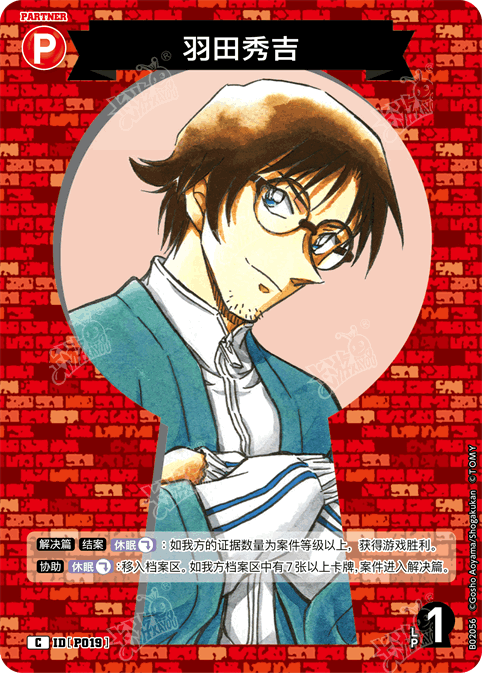 PARTNER
P
羽田秀吉
解决篇 结案 休眠 ：如我方的证据数量为案件等级以上，获得游戏胜利。
协助 休眠 ：移入档案区。如我方档案区中有7张以上卡牌,案件进入解决篇。
C ID[P019]
LP 1
B02056 ©Gosho Aoyama/Shogakukan ©TOMY